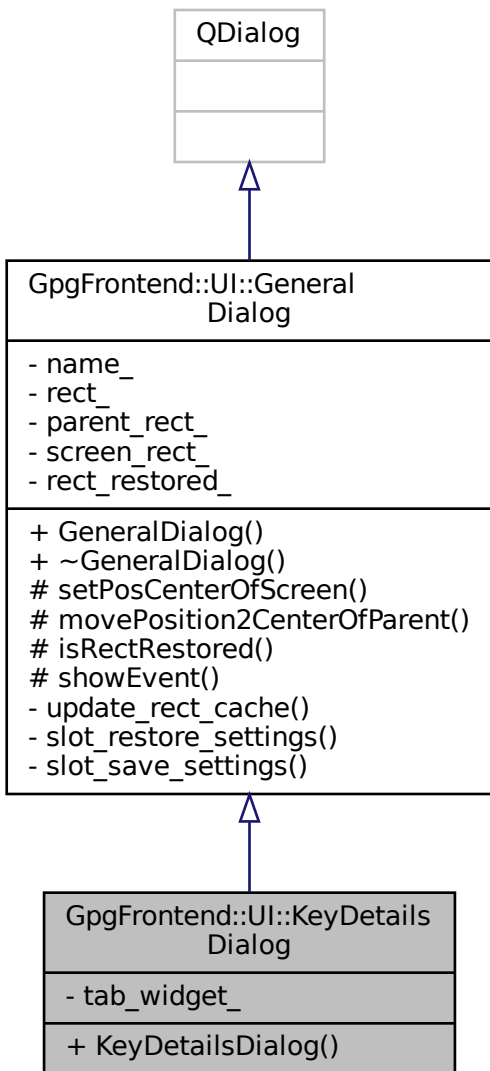 QDialog
GpgFrontend::UI::General
Dialog
- name_
- rect_
- parent_rect_
- screen_rect_
- rect_restored_
+ GeneralDialog()
+ ~GeneralDialog()
# setPosCenterOfScreen()
# movePosition2CenterOfParent()
# isRectRestored()
# showEvent()
- update_rect_cache()
- slot_restore_settings()
- slot_save_settings()
GpgFrontend::UI::KeyDetails
Dialog
- tab_widget_
+ KeyDetailsDialog()